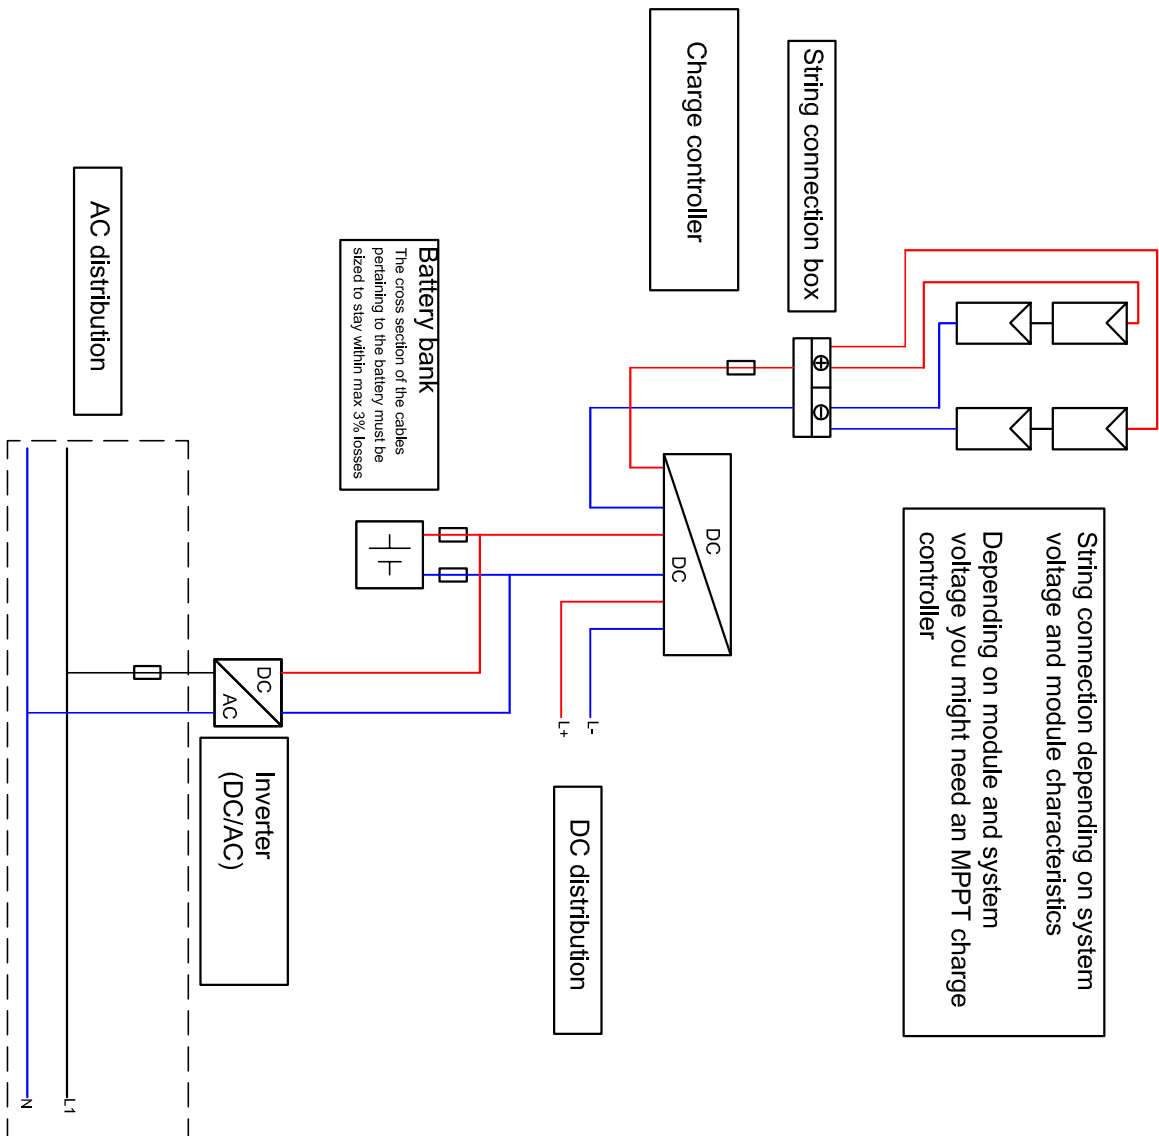 String connection depending on system
voltage and module characteristics
Depending on module and system
voltage you might need an MPPT charge
controller
String connection box
Charge controller
DC
DC
L-
L+
DC distribution
Battery bank
The cross section of the cables
pertaining to the battery must be
sized to stay within max 3% losses
DC
AC
Inverter
(DC/AC)
AC distribution
L1
N